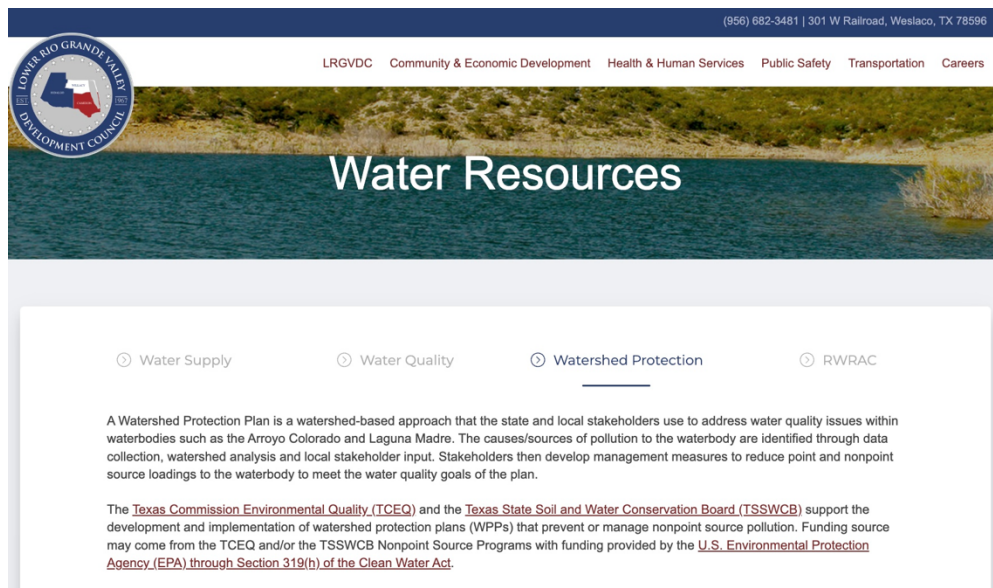 (956) 682-3481 | 301 W Railroad, Weslaco, TX 78596
LOWER RIO GRANDE VALLEY
EST 1967
DEVELOPMENT COUNCIL
LRGVDC Community & Economic Development Health & Human Services Public Safety Transportation Careers
Water Resources
Water Supply Water Quality Watershed Protection RWRAC
A Watershed Protection Plan is a watershed-based approach that the state and local stakeholders use to address water quality issues within
waterbodies such as the Arroyo Colorado and Laguna Madre. The causes/sources of pollution to the waterbody are identified through data
collection, watershed analysis and local stakeholder input. Stakeholders then develop management measures to reduce point and nonpoint
source loadings to the waterbody to meet the water quality goals of the plan.
The Texas Commission Environmental Quality (TCEQ) and the Texas State Soil and Water Conservation Board (TSSWCB) support the
development and implementation of watershed protection plans (WPPs) that prevent or manage nonpoint source pollution. Funding source
may come from the TCEQ and/or the TSSWCB Nonpoint Source Programs with funding provided by the U.S. Environmental Protection
Agency (EPA) through Section 319(h) of the Clean Water Act.